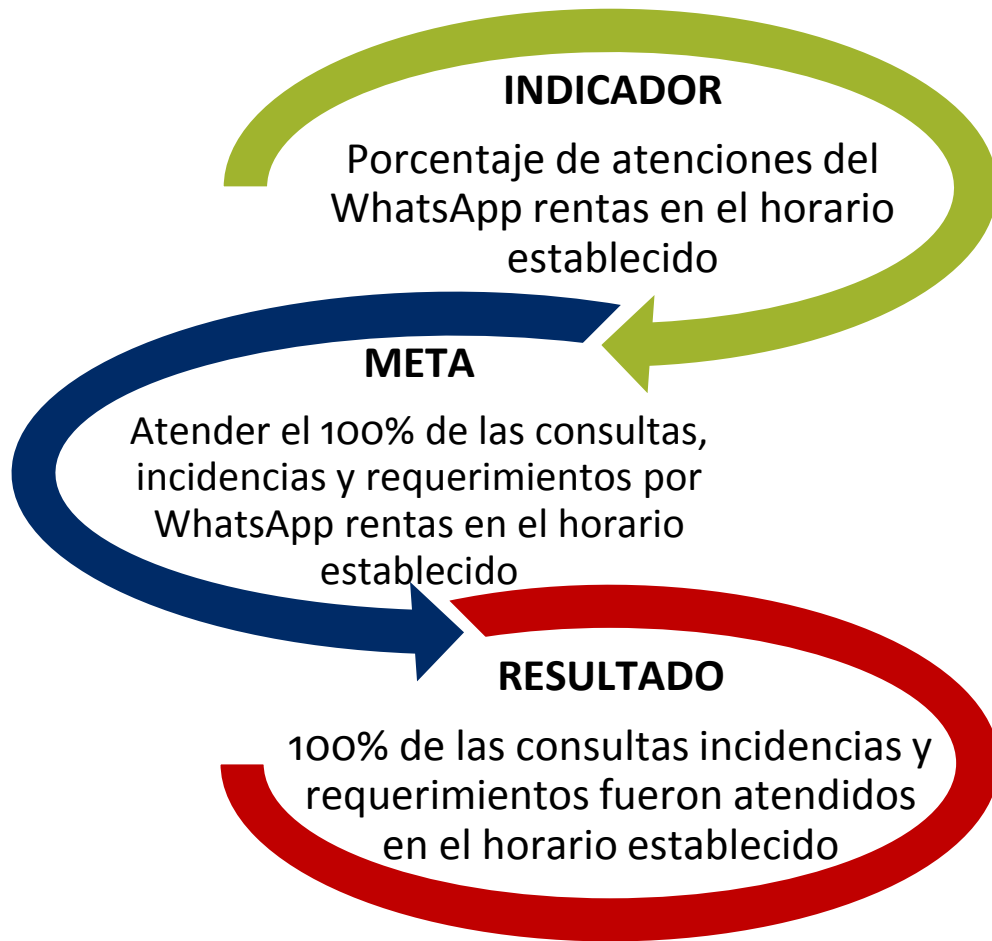 INDICADOR
Porcentaje de atenciones del
WhatsApp rentas en el horario
establecido
META
Atender el 100% de las consultas,
incidencias y requerimientos por
WhatsApp rentas en el horario
establecido
RESULTADO
100% de las consultas incidencias y
requerimientos fueron atendidos
en el horario establecido